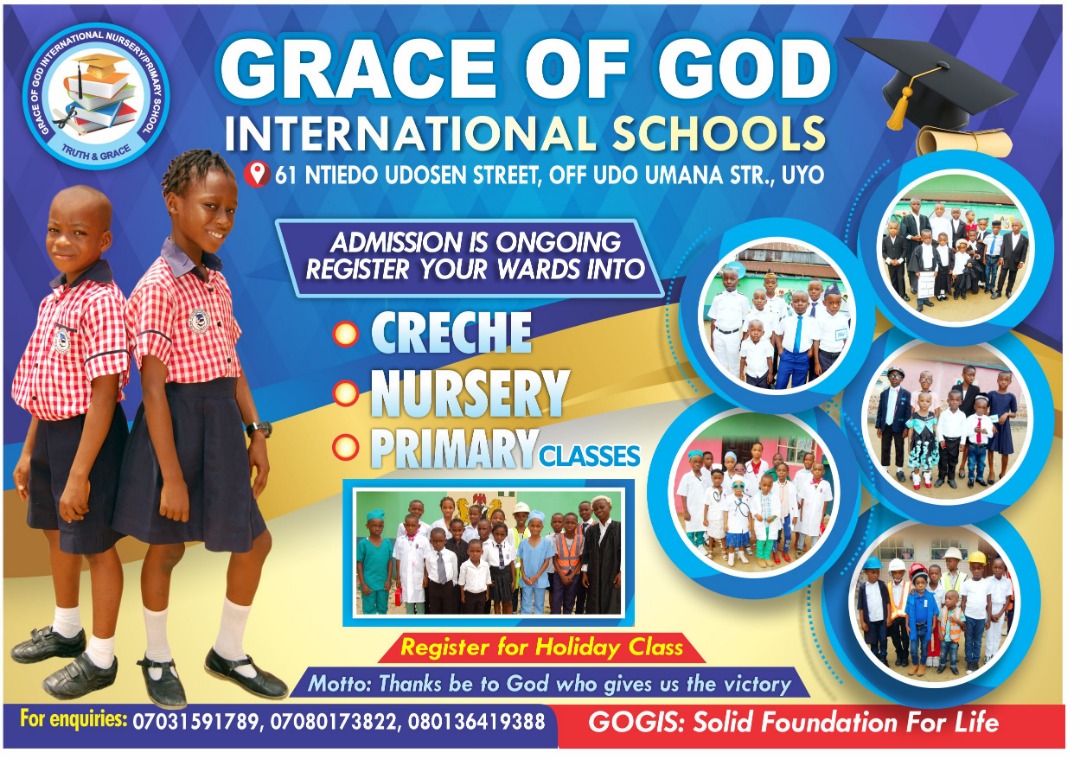 GRACE OF GOD INTERNATIONAL NURSERY/PRIMARY SCHOOL
TRUTH & GRACE
GRACE OF GOD
INTERNATIONAL SCHOOLS
61 NTIEDO UDOSEN STREET, OFF UDO UMANA STR., UYO
ADMISSION IS ONGOING
REGISTER YOUR WARDS INTO
CRECHE
NURSERY
PRIMARY CLASSES
Register for Holiday Class
Motto: Thanks be to God who gives us the victory
For enquiries: 07031591789, 07080173822, 080136419388
GOGIS: Solid Foundation For Life